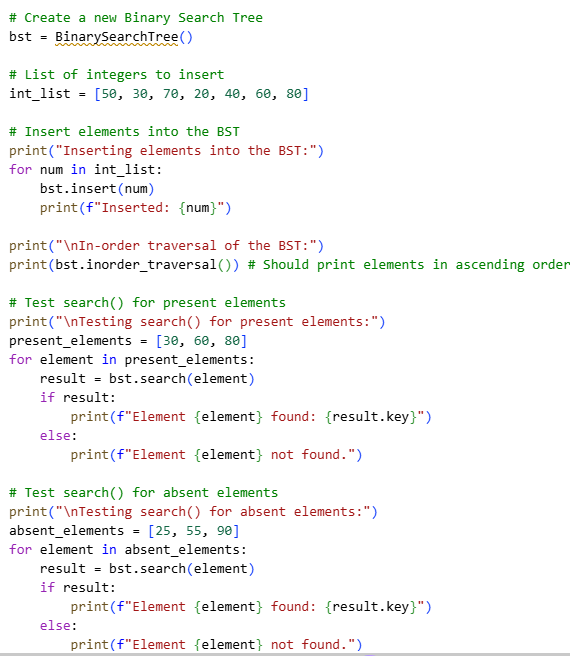 # Create a new Binary Search Tree
bst = BinarySearchTree()
# List of integers to insert
int_list = [50, 30, 70, 20, 40, 60, 80]
# Insert elements into the BST
print("Inserting elements into the BST:")
for num in int_list:
    bst.insert(num)
    print(f"Inserted: {num}")
print("\nIn-order traversal of the BST:")
print(bst.inorder_traversal()) # Should print elements in ascending order
# Test search() for present elements
print("\nTesting search() for present elements:")
present_elements = [30, 60, 80]
for element in present_elements:
    result = bst.search(element)
    if result:
        print(f"Element {element} found: {result.key}")
    else:
        print(f"Element {element} not found.")
# Test search() for absent elements
print("\nTesting search() for absent elements:")
absent_elements = [25, 55, 90]
for element in absent_elements:
    result = bst.search(element)
    if result:
        print(f"Element {element} found: {result.key}")
    else:
        print(f"Element {element} not found.")